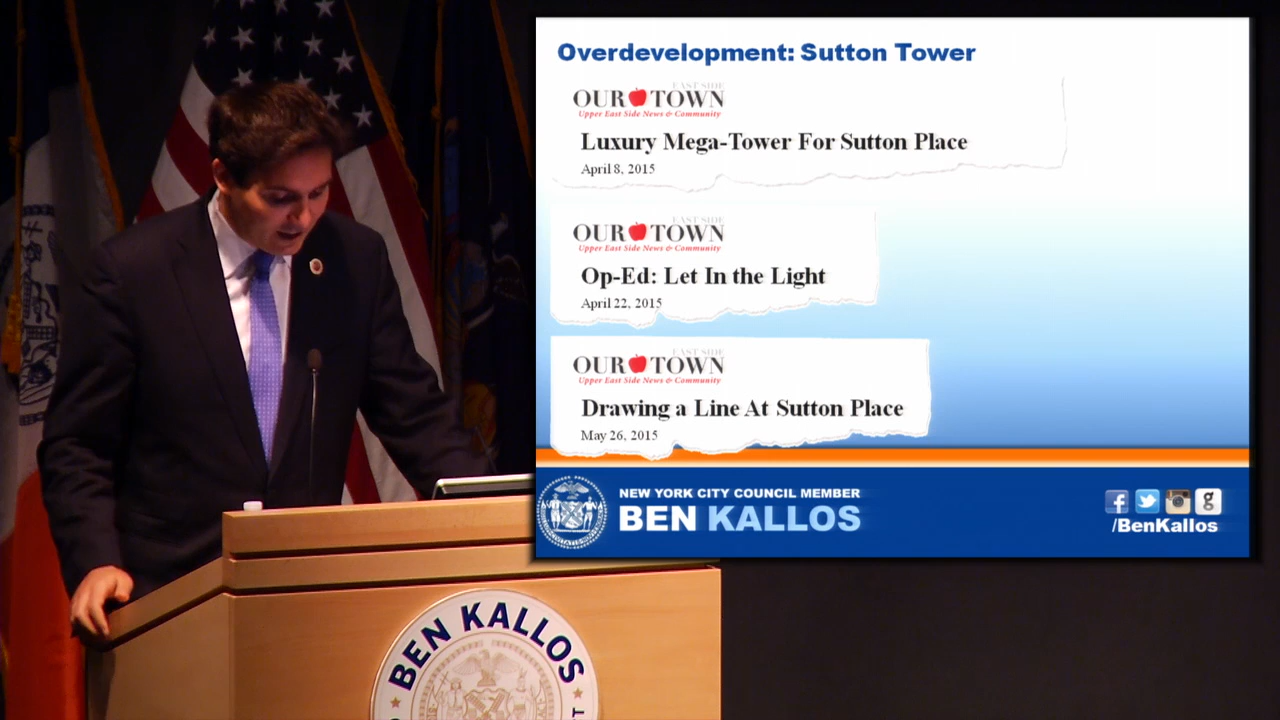 Overdevelopment: Sutton Tower
EAST SIDE
OUR TOWN
Upper East Side News & Community
Luxury Mega-Tower For Sutton Place
April 8, 2015
EAST SIDE
OUR TOWN
Upper East Side News & Community
Op-Ed: Let In the Light
April 22, 2015
EAST SIDE
OUR TOWN
Upper East Side News & Community
Drawing a Line At Sutton Place
May 26, 2015
NEW YORK CITY COUNCIL MEMBER
BEN KALLOS
f g
/BenKallos
BEN KALLOS